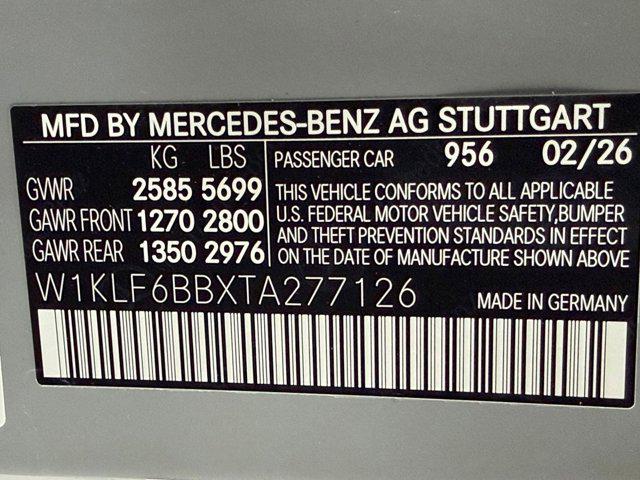 MFD BY MERCEDES-BENZ AG STUTTGART
KG LBS
PASSENGER CAR 956 02/26
GVWR 2585 5699
GAWR FRONT 1270 2800
GAWR REAR 1350 2976
THIS VEHICLE CONFORMS TO ALL APPLICABLE
U.S. FEDERAL MOTOR VEHICLE SAFETY,BUMPER
AND THEFT PREVENTION STANDARDS IN EFFECT
ON THE DATE OF MANUFACTURE SHOWN ABOVE
W1KLF6BBXTA277126
MADE IN GERMANY